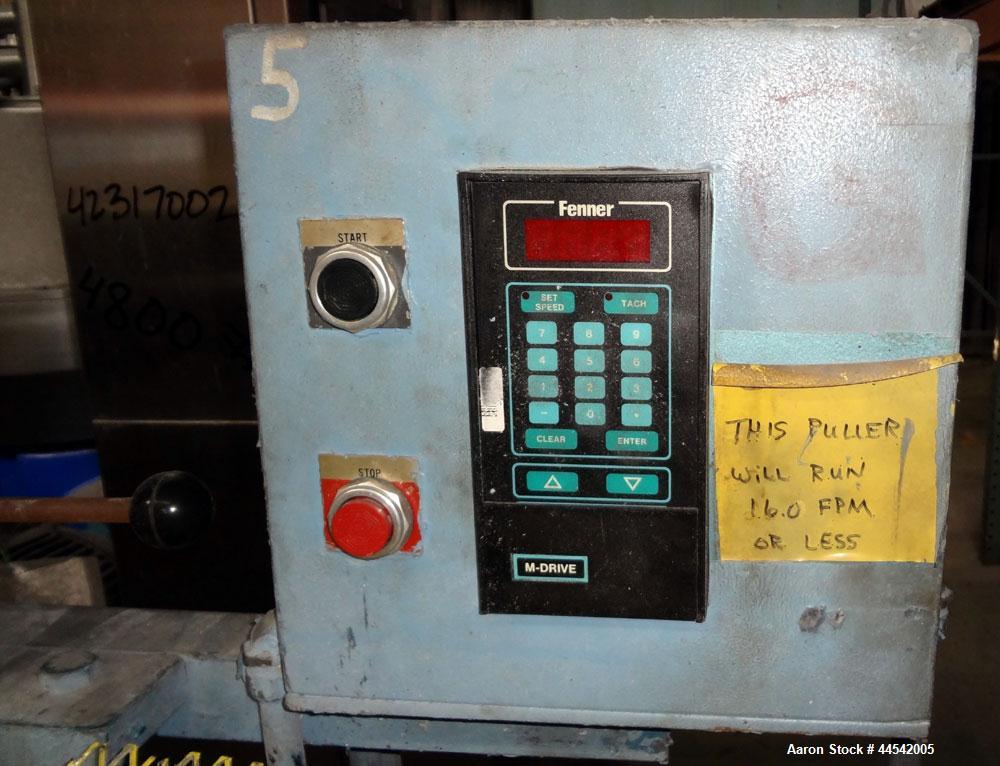 5
42317002
4800
START
STOP
Fenner
SET SPEED
TACH
7 8 9
4 5 6
1 2 3
- 0 .
CLEAR
ENTER
M-DRIVE
THIS PULLER
WILL RUN
16.0 FPM
OR LESS
Aaron Stock # 44542005